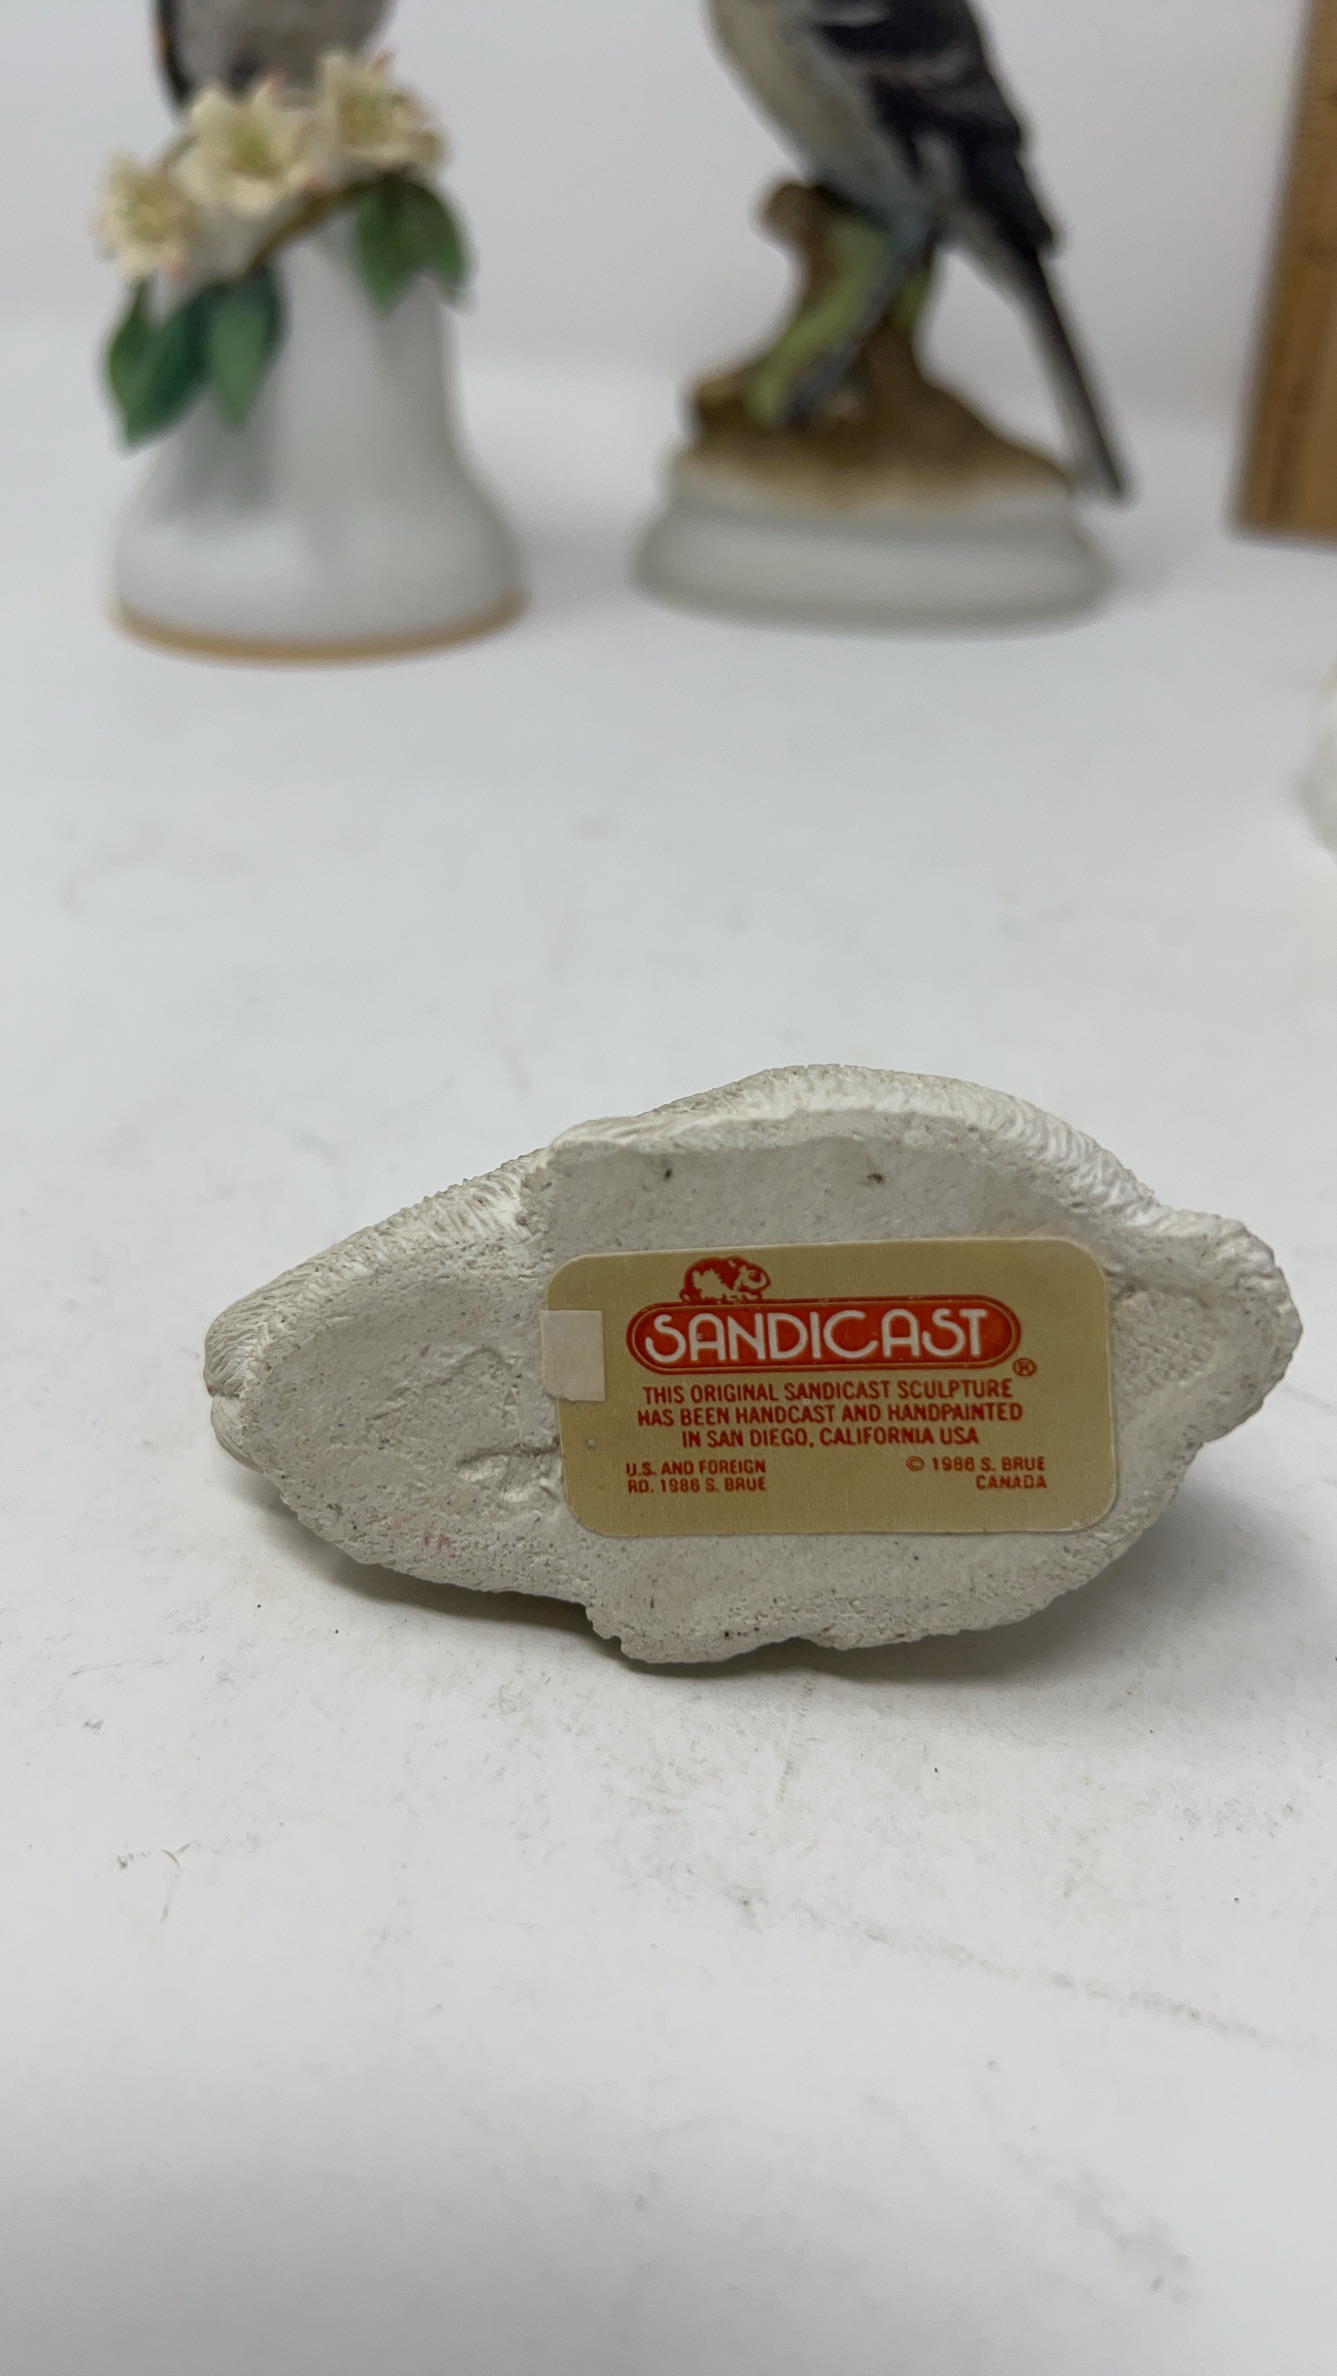 SANDICAST®
THIS ORIGINAL SANDICAST SCULPTURE
HAS BEEN HANDCAST AND HANDPAINTED
IN SAN DIEGO, CALIFORNIA USA
U.S. AND FOREIGN
RD. 1986 S. BRUE
© 1986 S. BRUE
CANADA